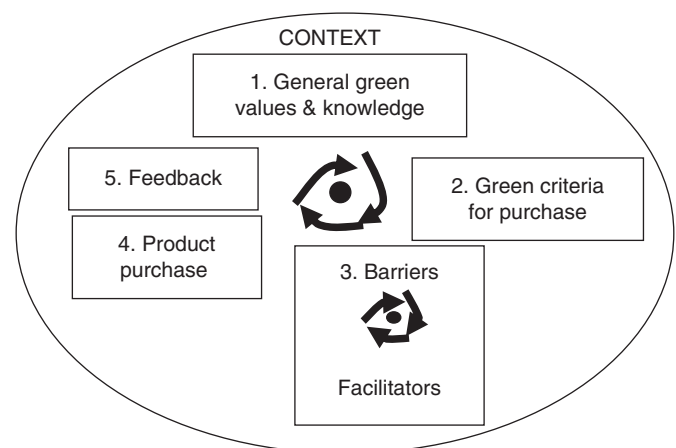 CONTEXT
1. General green
values & knowledge
2. Green criteria
for purchase
3. Barriers
Facilitators
4. Product
purchase
5. Feedback